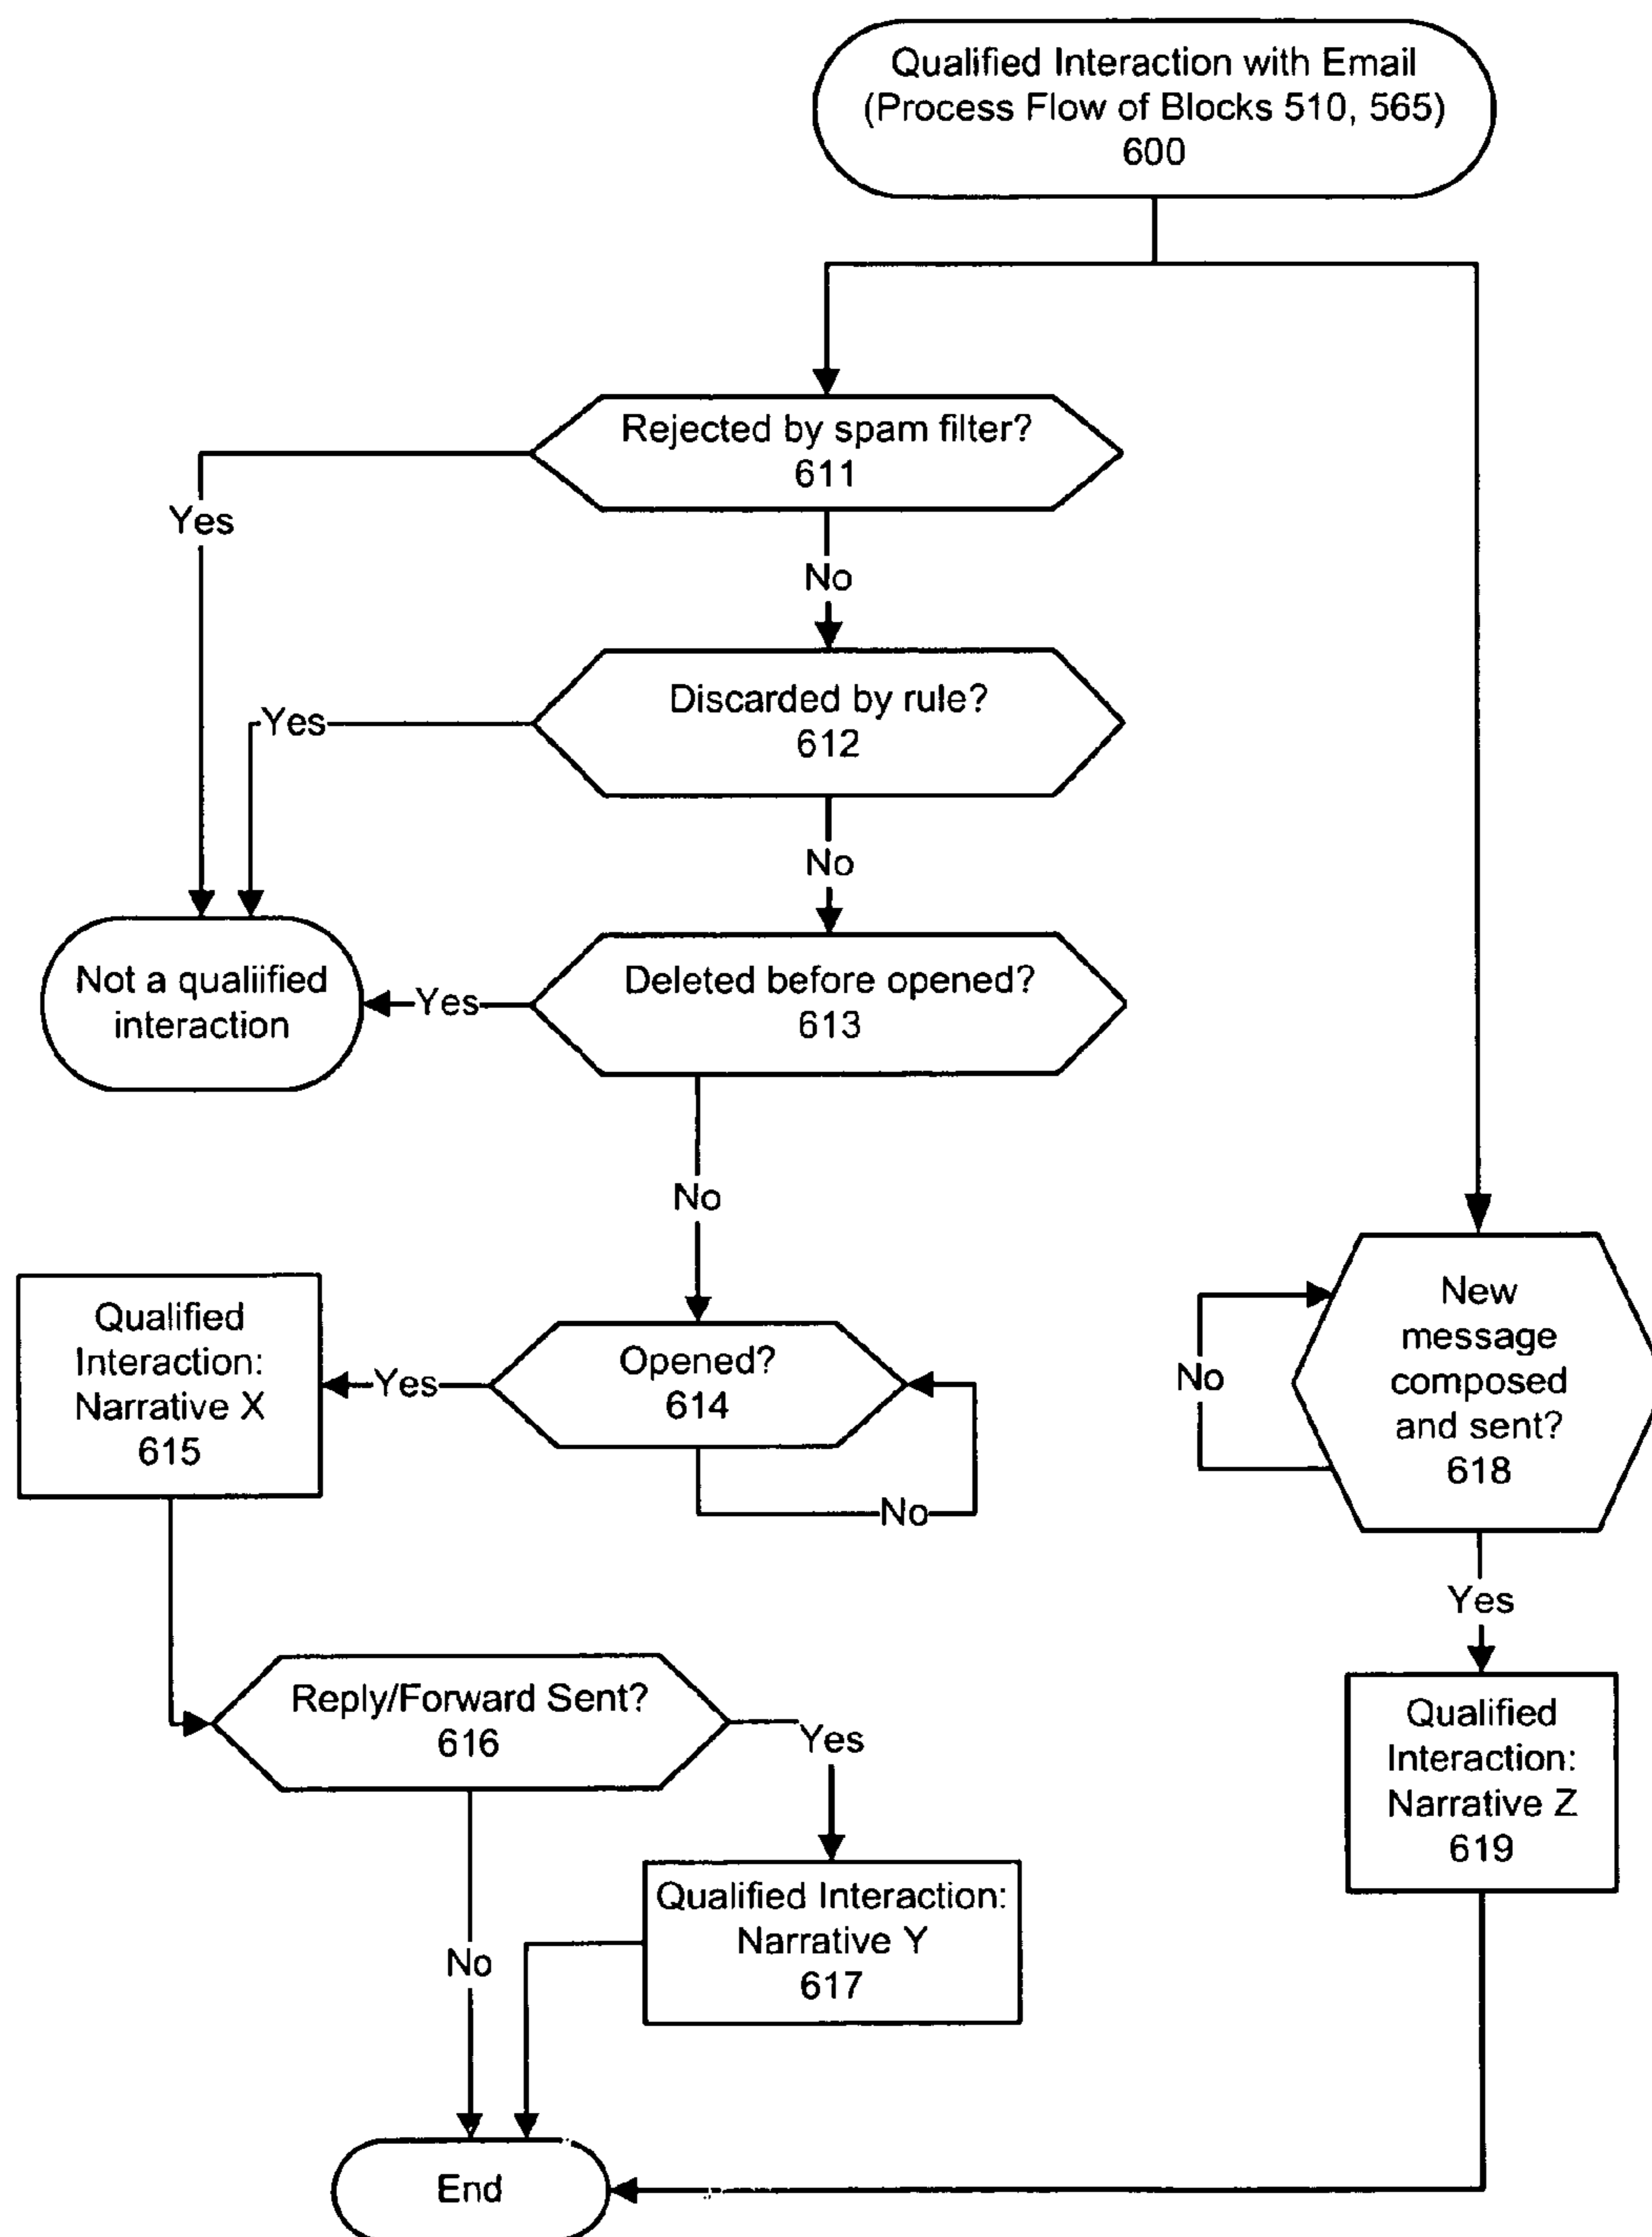 Qualified Interaction with Email
(Process Flow of Blocks 510, 565)
600
Rejected by spam filter?
611
Yes
No
Discarded by rule?
612
Yes
No
Not a qualiified
interaction
Yes
Deleted before opened?
613
No
Qualified
Interaction:
Narrative X
615
Yes
Opened?
614
No
New
message
composed
and sent?
618
No
Yes
Reply/Forward Sent?
616
Yes
No
Qualified Interaction:
Narrative Y
617
Qualified
Interaction:
Narrative Z
619
End